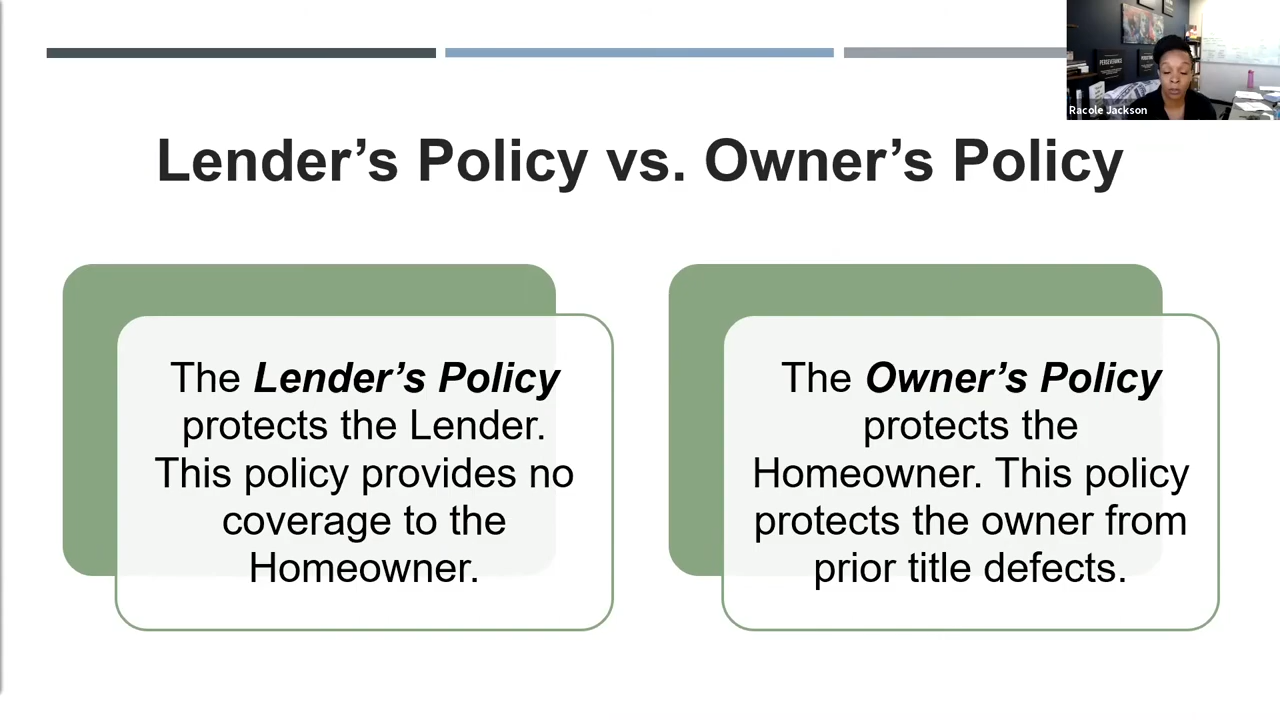 Racole Jackson
Lender’s Policy vs. Owner’s Policy
The Lender’s Policy
protects the Lender.
This policy provides no
coverage to the
Homeowner.
The Owner’s Policy
protects the
Homeowner. This policy
protects the owner from
prior title defects.